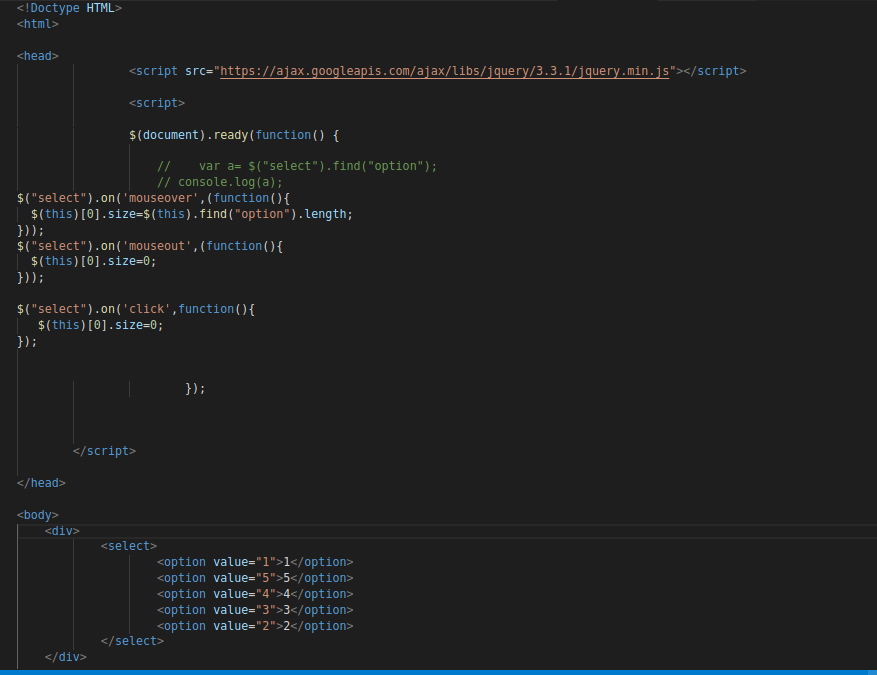 <!Doctype HTML>
<html>
<head>
<script src="https://ajax.googleapis.com/ajax/libs/jquery/3.3.1/jquery.min.js"></script>
<script>
$(document).ready(function() {
//    var a= $("select").find("option");
// console.log(a);
$("select").on('mouseover',(function(){
$(this)[0].size=$(this).find("option").length;
}));
$("select").on('mouseout',(function(){
$(this)[0].size=0;
}));
$("select").on('click',function(){
$(this)[0].size=0;
});
});
</script>
</head>
<body>
<div>
<select>
<option value="1">1</option>
<option value="5">5</option>
<option value="4">4</option>
<option value="3">3</option>
<option value="2">2</option>
</select>
</div>